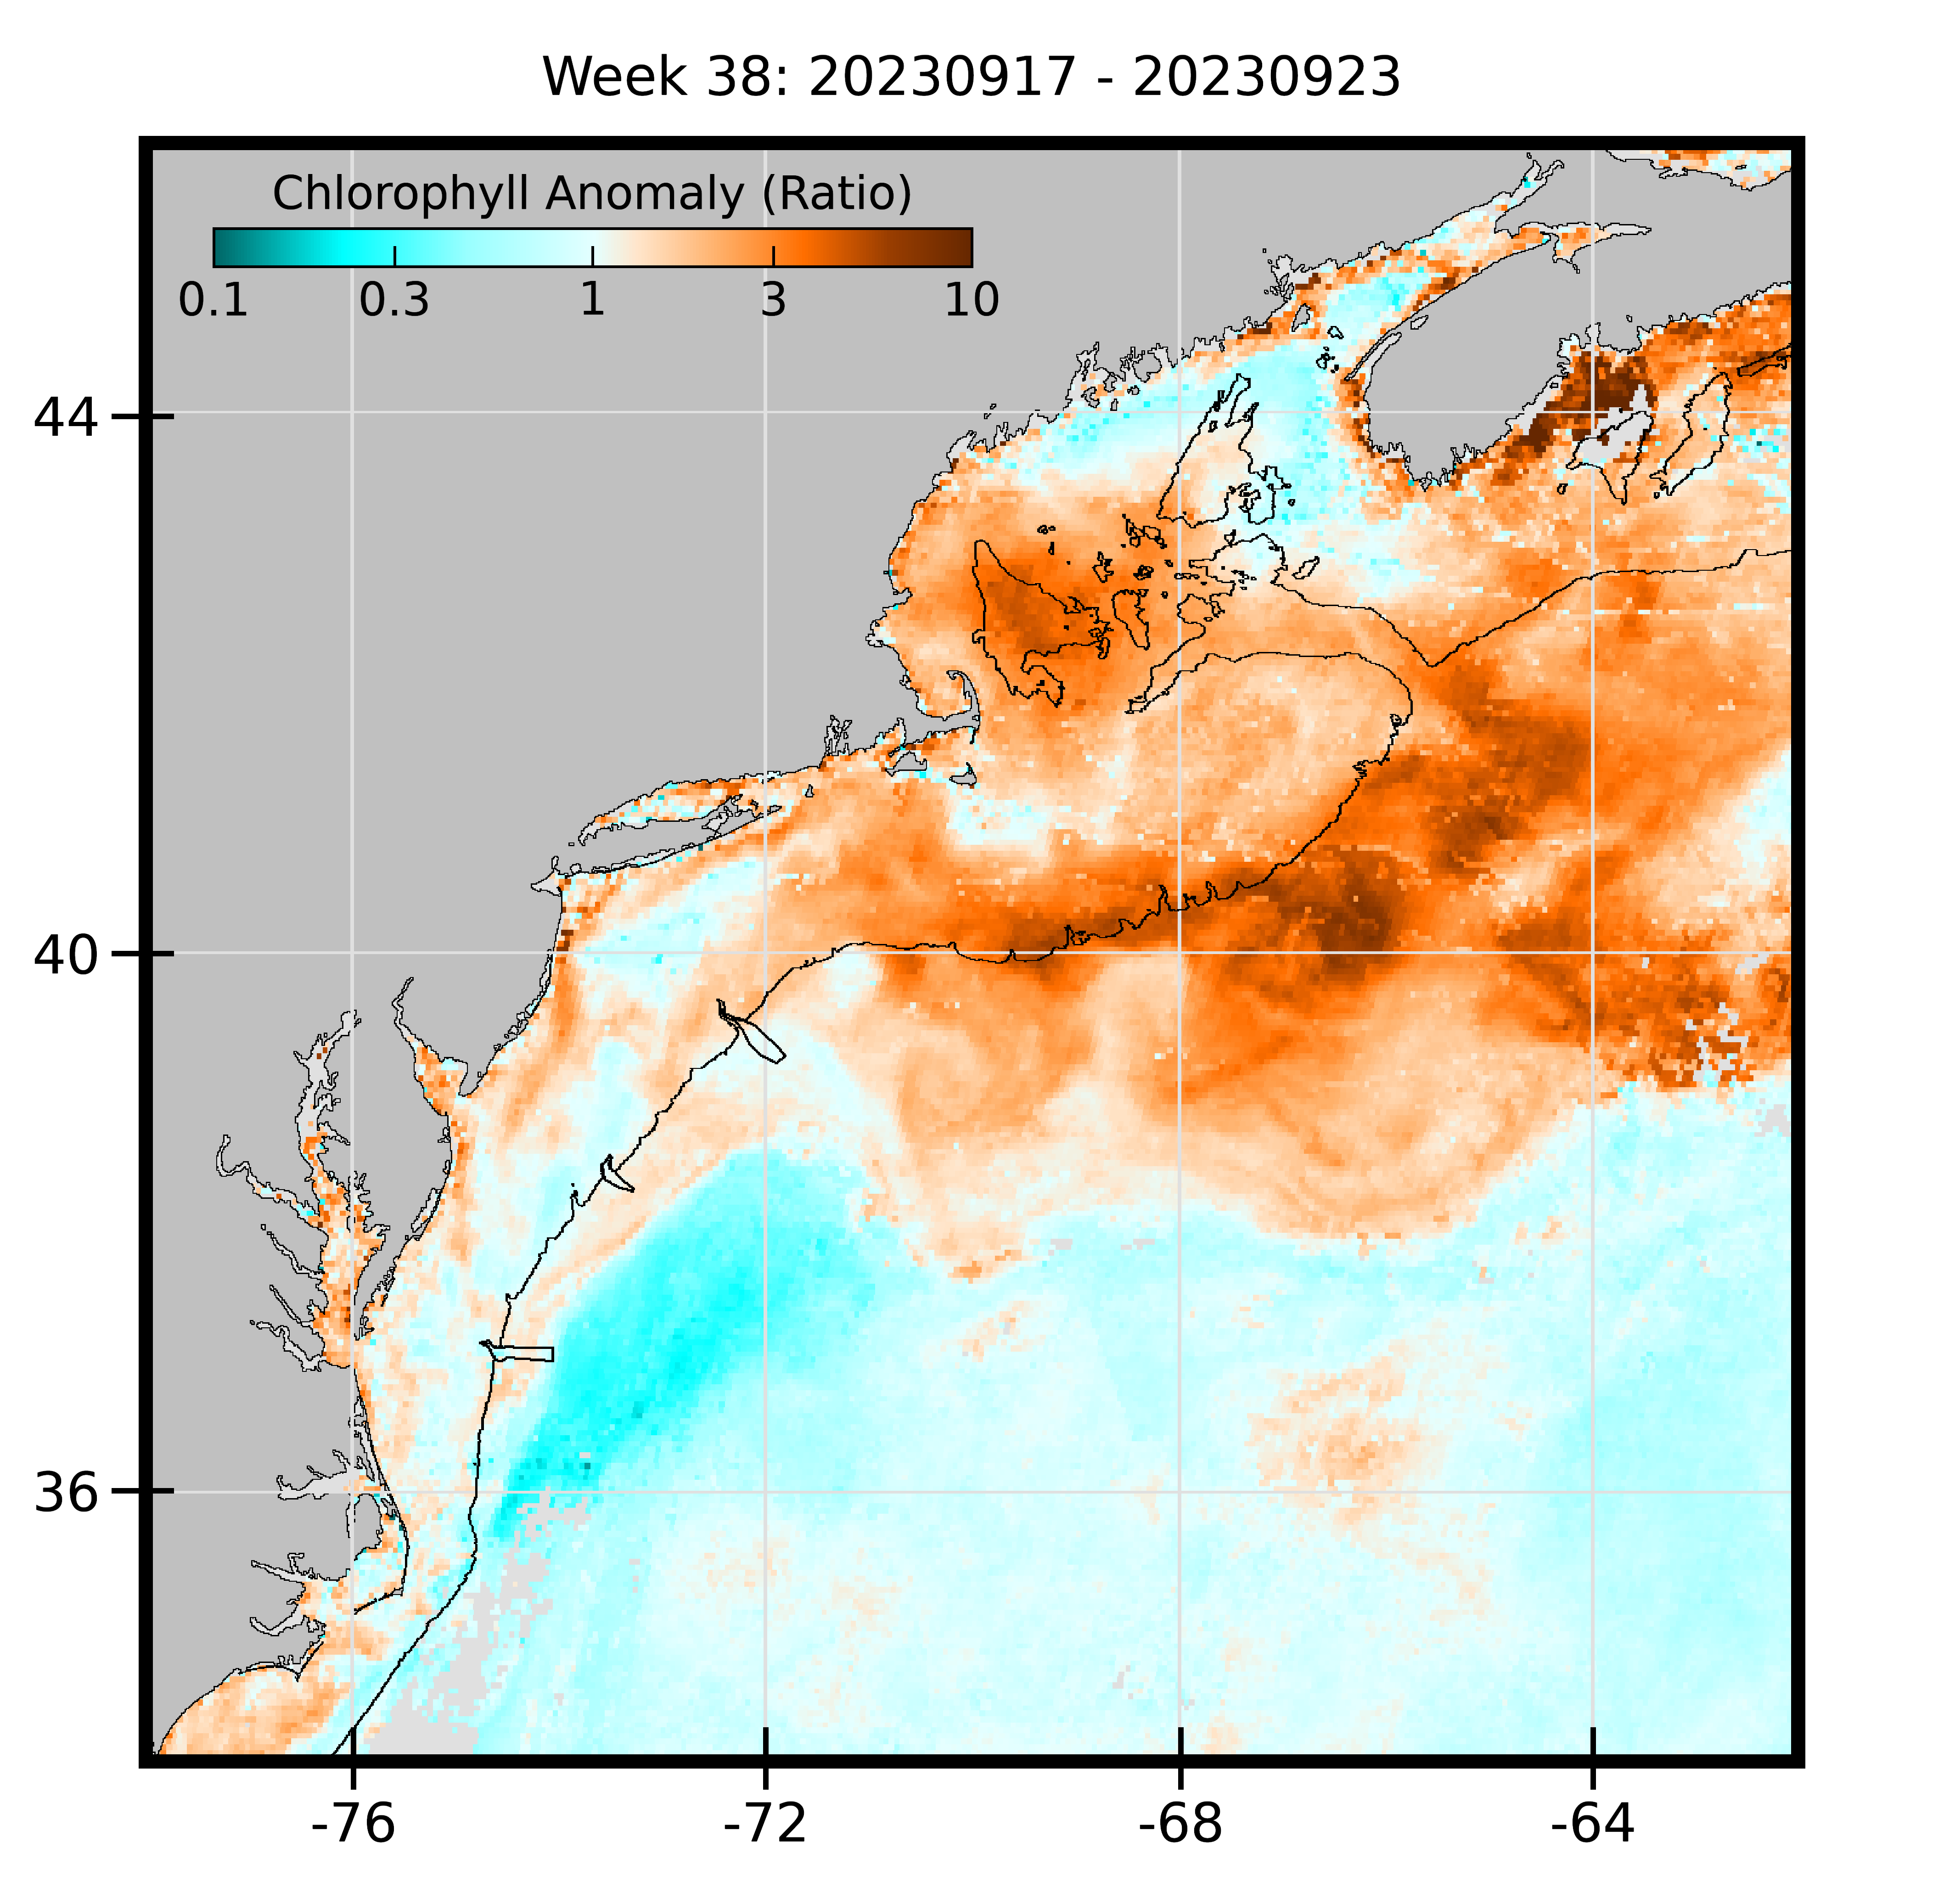 Week 38: 20230917 - 20230923
Chlorophyll Anomaly (Ratio)
0.1 0.3 1 3 10
44
40
36
-76 -72 -68 -64